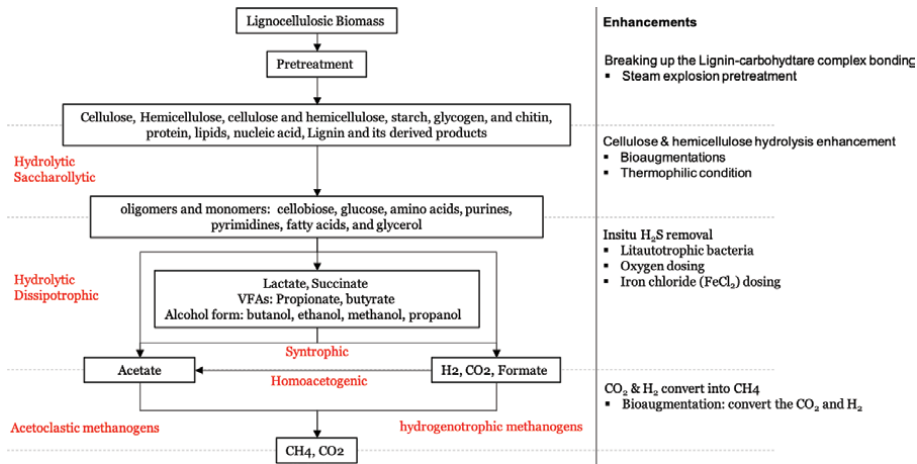 Lignocellulosic Biomass
Pretreatment
Cellulose, Hemicellulose, cellulose and hemicellulose, starch, glycogen, and chitin,
protein, lipids, nucleic acid, Lignin and its derived products
Hydrolytic
Saccharollytic
oligomers and monomers: cellobiose, glucose, amino acids, purines,
pyrimidines, fatty acids, and glycerol
Hydrolytic
Dissipotrophic
Lactate, Succinate
VFAs: Propionate, butyrate
Alcohol form: butanol, ethanol, methanol, propanol
Syntrophic
Acetate
Homoacetogenic
H2, CO2, Formate
Acetoclastic methanogens
hydrogenotrophic methanogens
CH4, CO2
Enhancements
Breaking up the Lignin-carbohydtare complex bonding
▪ Steam explosion pretreatment
Cellulose & hemicellulose hydrolysis enhancement
▪ Bioaugmentations
▪ Thermophilic condition
Insitu H₂S removal
▪ Litautotrophic bacteria
▪ Oxygen dosing
▪ Iron chloride (FeCl₂) dosing
CO₂ & H₂ convert into CH4
▪ Bioaugmentation: convert the CO₂ and H₂